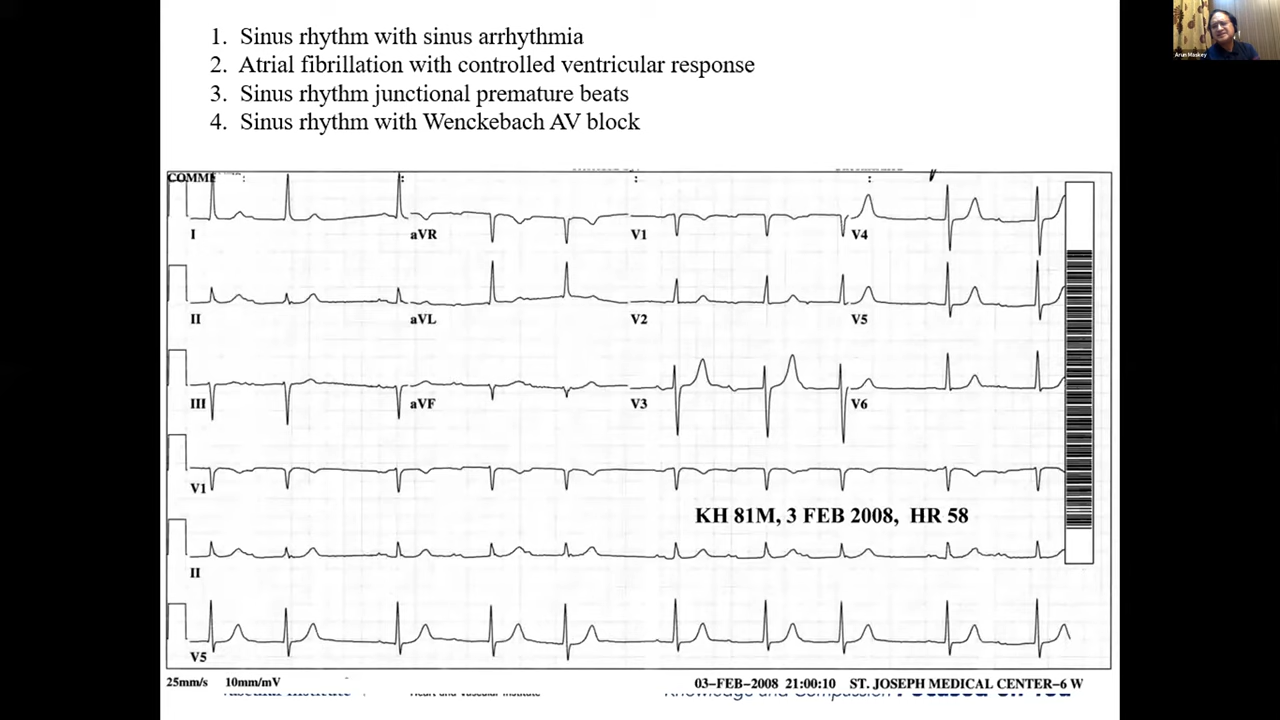 1. Sinus rhythm with sinus arrhythmia
Arun Maskey
2. Atrial fibrillation with controlled ventricular response
3. Sinus rhythm junctional premature beats
4. Sinus rhythm with Wenckebach AV block
I aVR V1 V4
II aVL V2 V5
III aVF V3 V6
V1
KH 81M, 3 FEB 2008, HR 58
II
V5
25mm/s 10mm/mV 03-FEB-2008 21:00:10 ST. JOSEPH MEDICAL CENTER-6 W